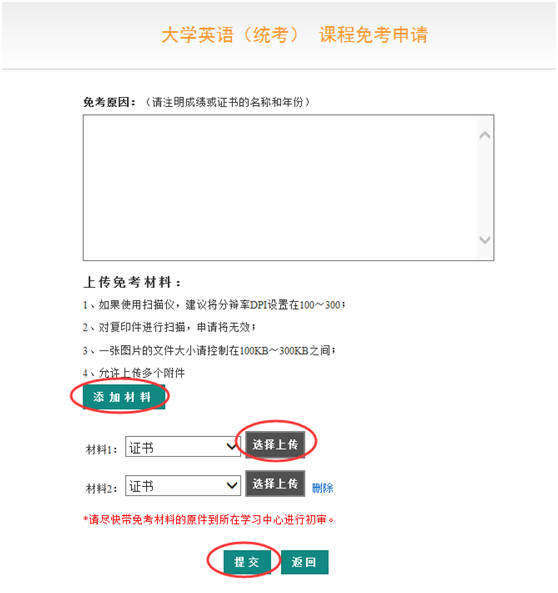 大学英语（统考） 课程免考申请
免考原因：（请注明成绩或证书的名称和年份）
上传免考材料：
1、如果使用扫描仪，建议将分辨率DPI设置在100～300；
2、对复印件进行扫描，申请将无效；
3、一张图片的文件大小请控制在100KB～300KB之间；
4、允许上传多个附件
添加材料
材料1： 证书 选择上传
材料2： 证书 选择上传 删除
*请尽快带免考材料的原件到所在学习中心进行初审。
提交 返回